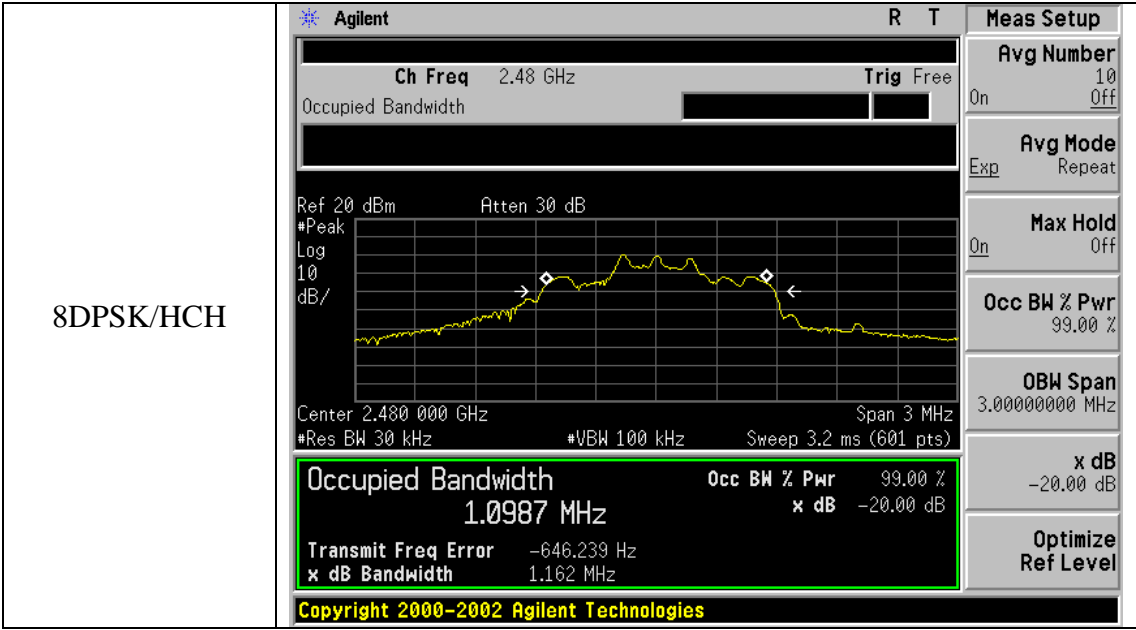 8DPSK/HCH
Agilent R T
Ch Freq 2.48 GHz Trig Free
Occupied Bandwidth
Ref 20 dBm Atten 30 dB
#Peak
Log
10
dB/
Center 2.480 000 GHz Span 3 MHz
#Res BW 30 kHz #VBW 100 kHz Sweep 3.2 ms (601 pts)
Occupied Bandwidth Occ BW % Pwr 99.00 %
1.0987 MHz x dB -20.00 dB
Transmit Freq Error -646.239 Hz
x dB Bandwidth 1.162 MHz
Copyright 2000-2002 Agilent Technologies
Meas Setup
Avg Number
10
On Off
Avg Mode
Exp Repeat
Max Hold
On Off
Occ BW % Pwr
99.00 %
OBW Span
3.00000000 MHz
x dB
-20.00 dB
Optimize
Ref Level